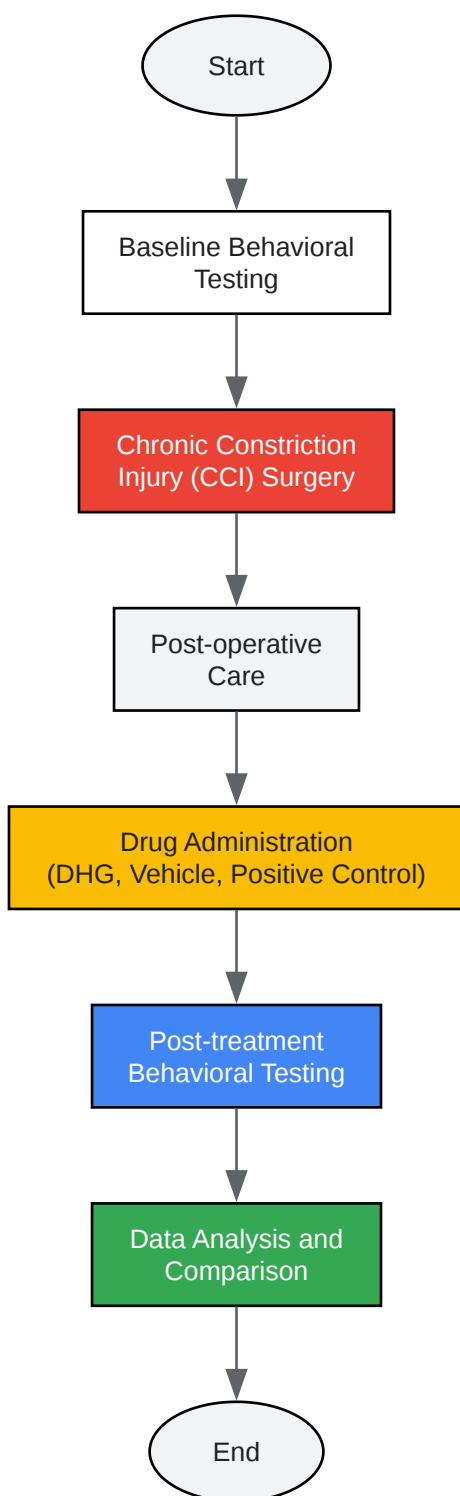 Start
Baseline Behavioral
Testing
Chronic Constriction
Injury (CCI) Surgery
Post-operative
Care
Drug Administration
(DHG, Vehicle, Positive Control)
Post-treatment
Behavioral Testing
Data Analysis and
Comparison
End